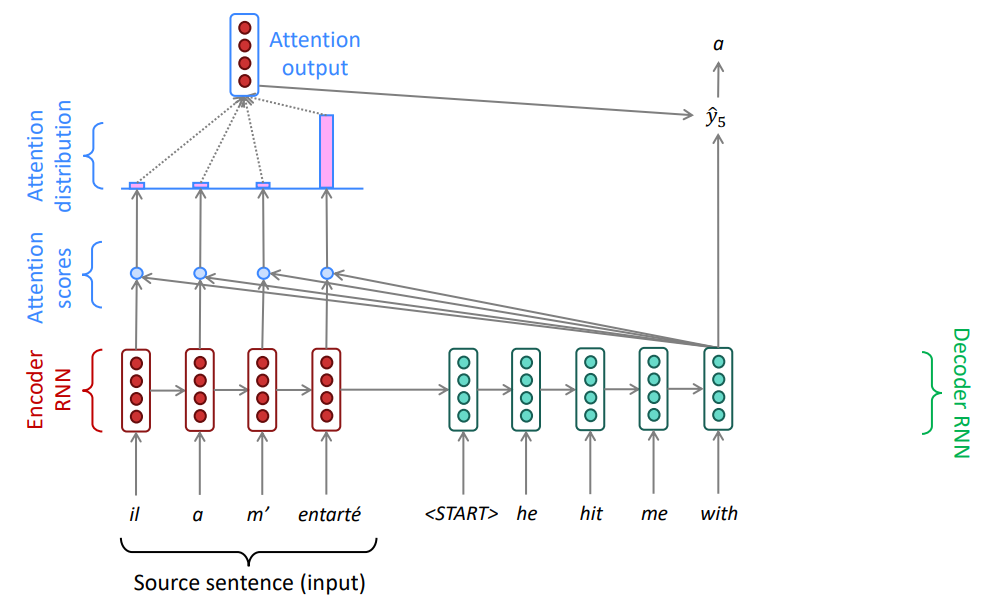 Attention
output
a
ŷ₅
Attention
distribution
Attention
scores
Encoder
RNN
Decoder RNN
il a m’ entarté <START> he hit me with
Source sentence (input)